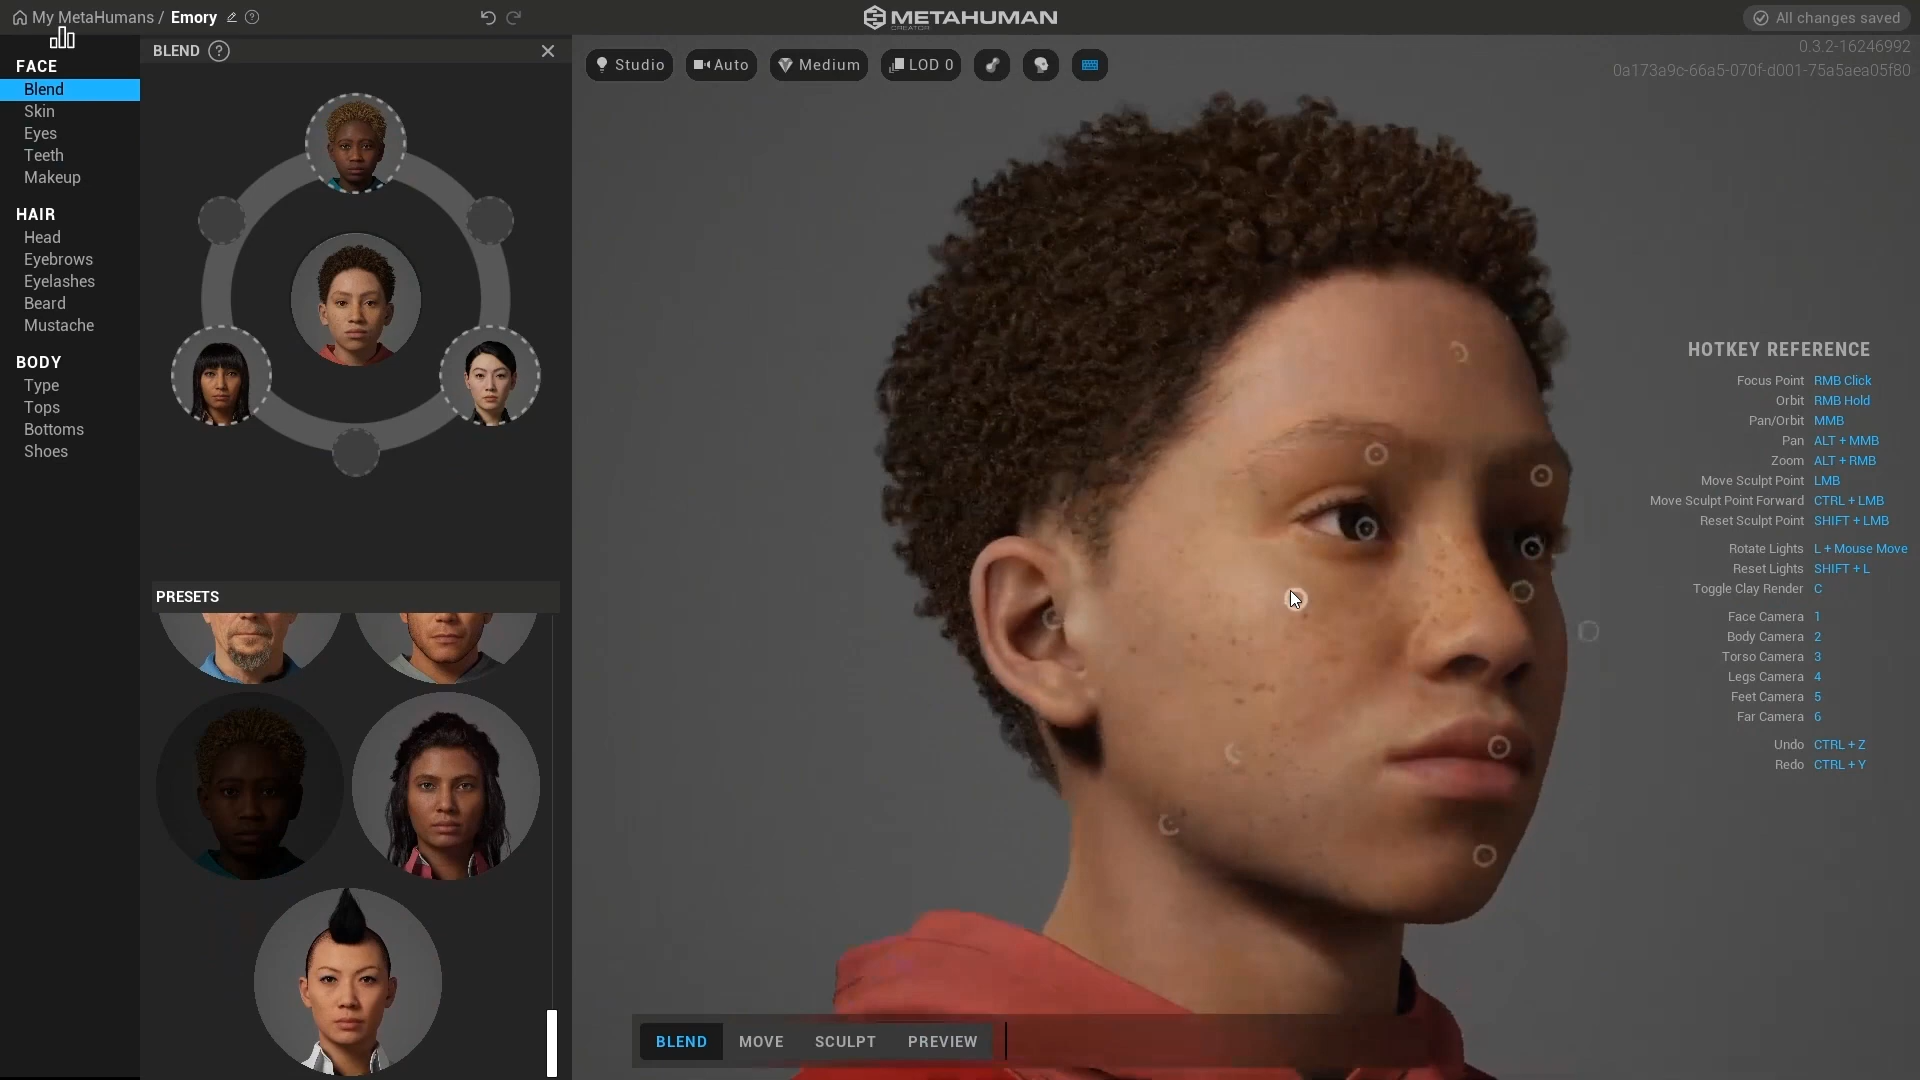 My MetaHumans / Emory
METAHUMAN
CREATOR
All changes saved
0.3.2-16246992
0a173a9c-66a5-070f-d001-75a5aea05f80
FACE
Blend
Skin
Eyes
Teeth
Makeup
HAIR
Head
Eyebrows
Eyelashes
Beard
Mustache
BODY
Type
Tops
Bottoms
Shoes
BLEND ?
PRESETS
Studio
Auto
Medium
LOD 0
HOTKEY REFERENCE
Focus Point RMB Click
Orbit RMB Hold
Pan/Orbit MMB
Pan ALT + MMB
Zoom ALT + RMB
Move Sculpt Point LMB
Move Sculpt Point Forward CTRL + LMB
Reset Sculpt Point SHIFT + LMB
Rotate Lights L + Mouse Move
Reset Lights SHIFT + L
Toggle Clay Render C
Face Camera 1
Body Camera 2
Torso Camera 3
Legs Camera 4
Feet Camera 5
Far Camera 6
Undo CTRL + Z
Redo CTRL + Y
BLEND MOVE SCULPT PREVIEW